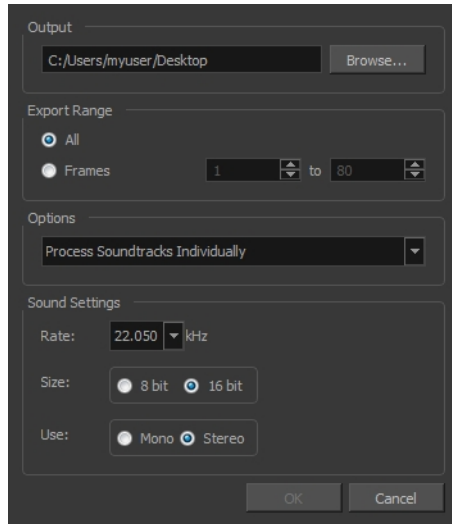 Output
C:/Users/myuser/Desktop Browse...
Export Range
All
Frames 1 to 80
Options
Process Soundtracks Individually
Sound Settings
Rate: 22.050 kHz
Size: 8 bit 16 bit
Use: Mono Stereo
OK Cancel